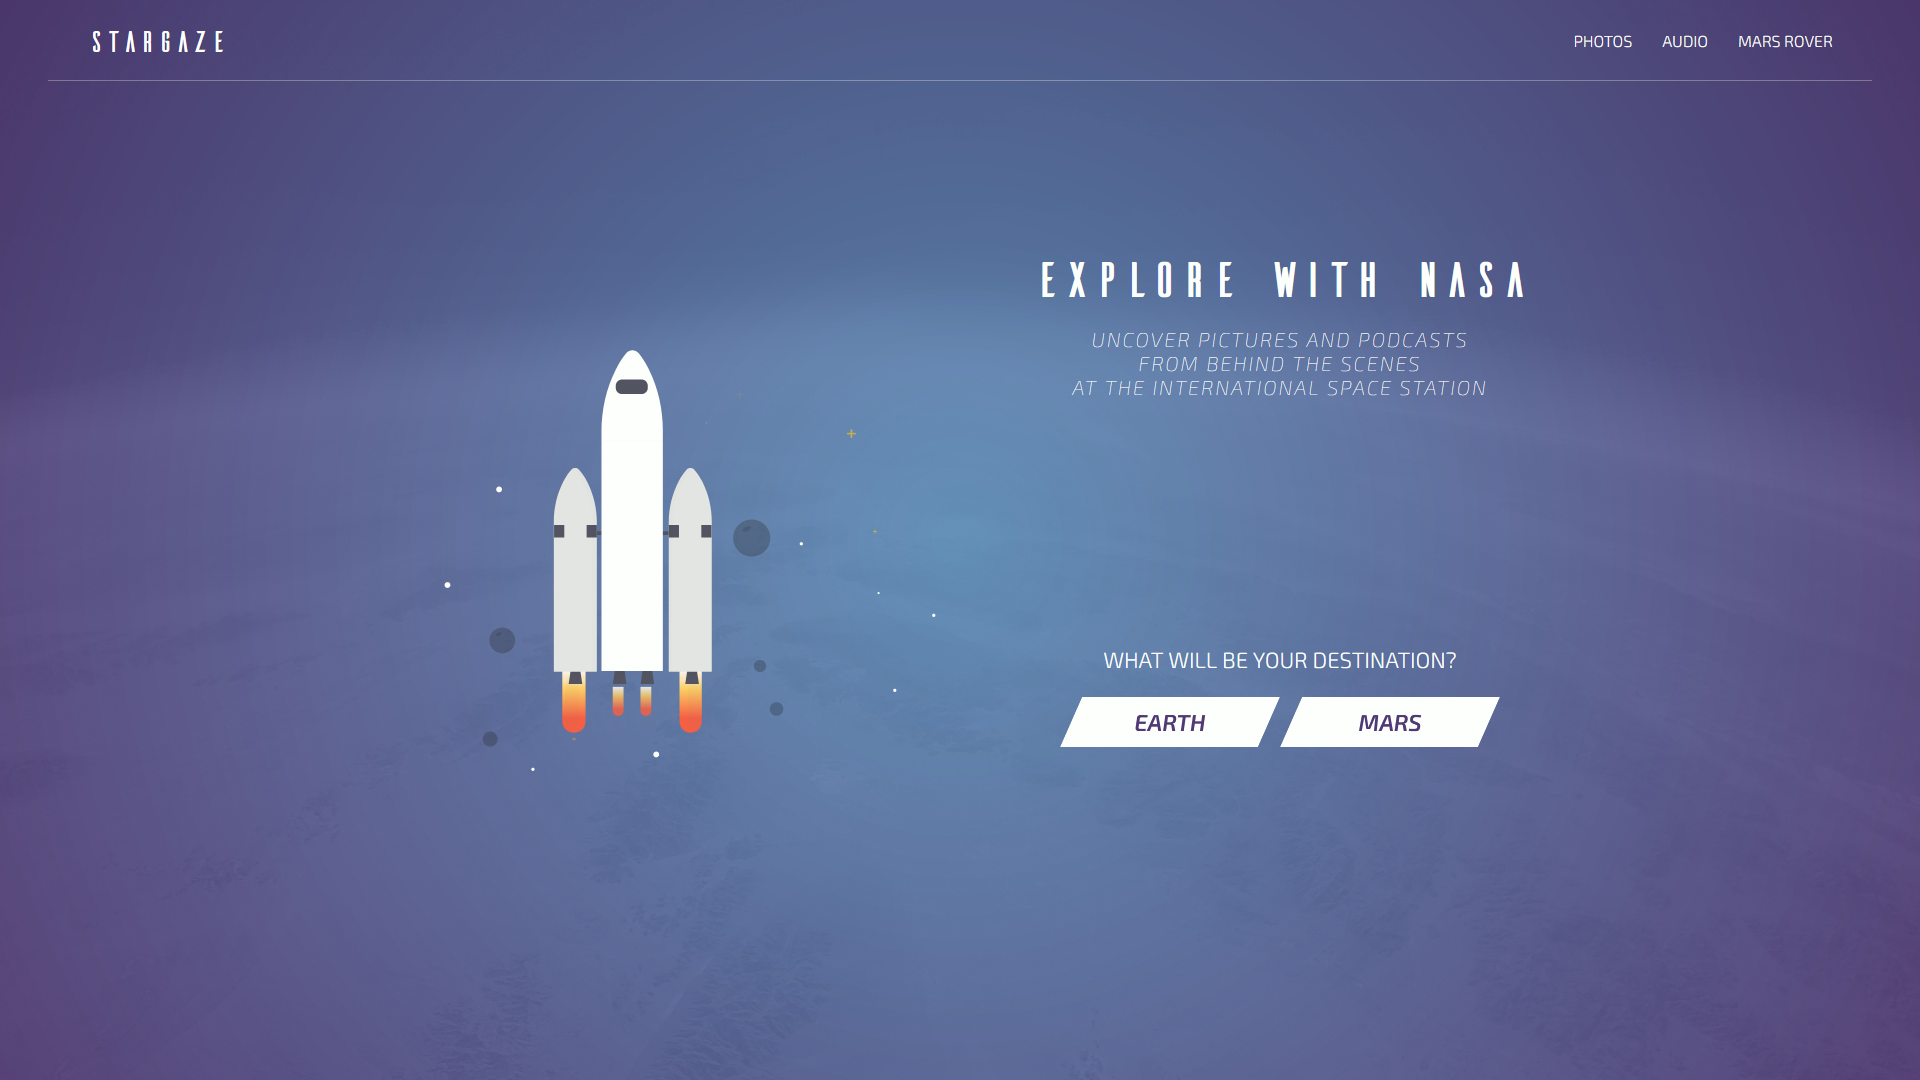 STARGAZE
PHOTOS AUDIO MARS ROVER
EXPLORE WITH NASA
UNCOVER PICTURES AND PODCASTS
FROM BEHIND THE SCENES
AT THE INTERNATIONAL SPACE STATION
WHAT WILL BE YOUR DESTINATION?
EARTH MARS